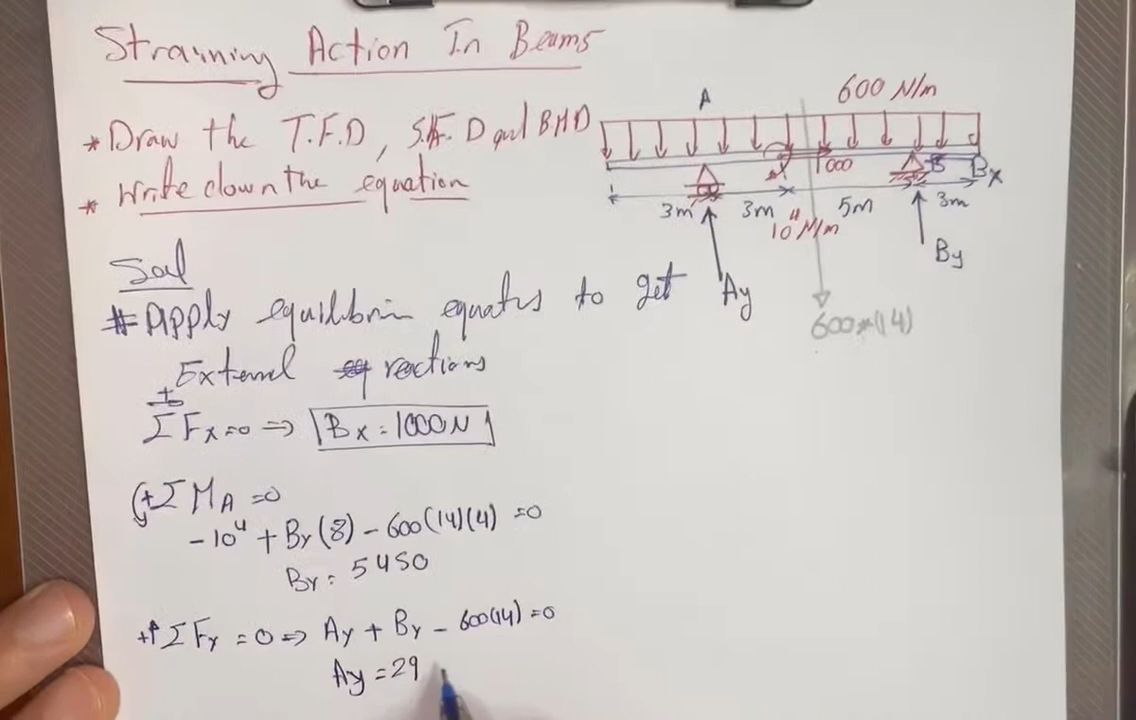 Straining Action In Beams
* Draw the T.F.D, S.F.D and BMD
* Write down the equation
600 N/m
A
1000
B
Bx
3m
3m
5m
3m
10⁴ N/m
Ay
By
600*(14)
Sol
# Apply equilibrium equatus to get
External reactions
+ ΣFx=0 => Bx = 1000N
+ΣMA =0
-10⁴ + By(8) - 600(14)(4) =0
By = 5450
+↑ΣFy = 0 => Ay + By - 600(14) =0
Ay = 29